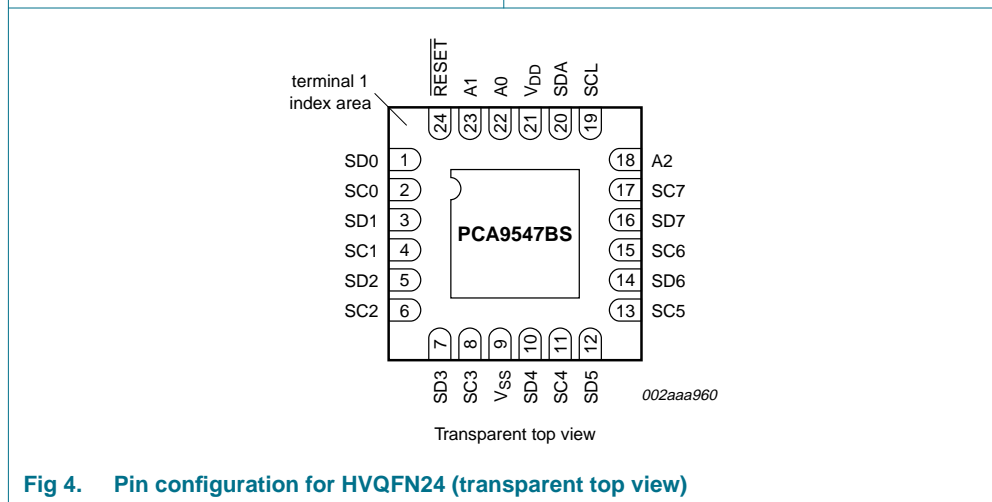 terminal 1
index area
RESET
A1
A0
VDD
SDA
SCL
24
23
22
21
20
19
SD0 1
SC0 2
SD1 3
SC1 4
SD2 5
SC2 6
PCA9547BS
18 A2
17 SC7
16 SD7
15 SC6
14 SD6
13 SC5
7
8
9
10
11
12
SD3
SC3
VSS
SD4
SC4
SD5
002aaa960
Transparent top view
Fig 4. Pin configuration for HVQFN24 (transparent top view)